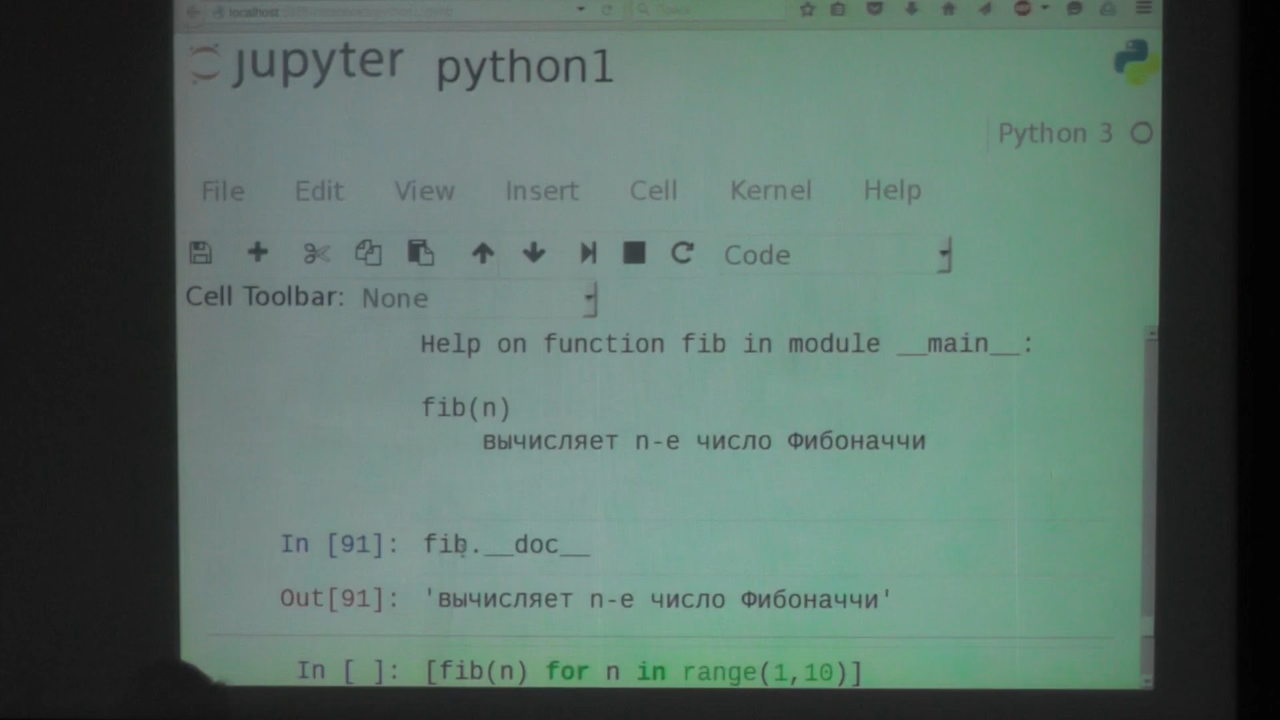 localhost
jupyter python1
Python 3
File Edit View Insert Cell Kernel Help
Code
Cell Toolbar: None
Help on function fib in module __main__:
fib(n)
вычисляет n-е число Фибоначчи
In [91]: fib.__doc__
Out[91]: 'вычисляет n-е число Фибоначчи'
In [ ]: [fib(n) for n in range(1,10)]